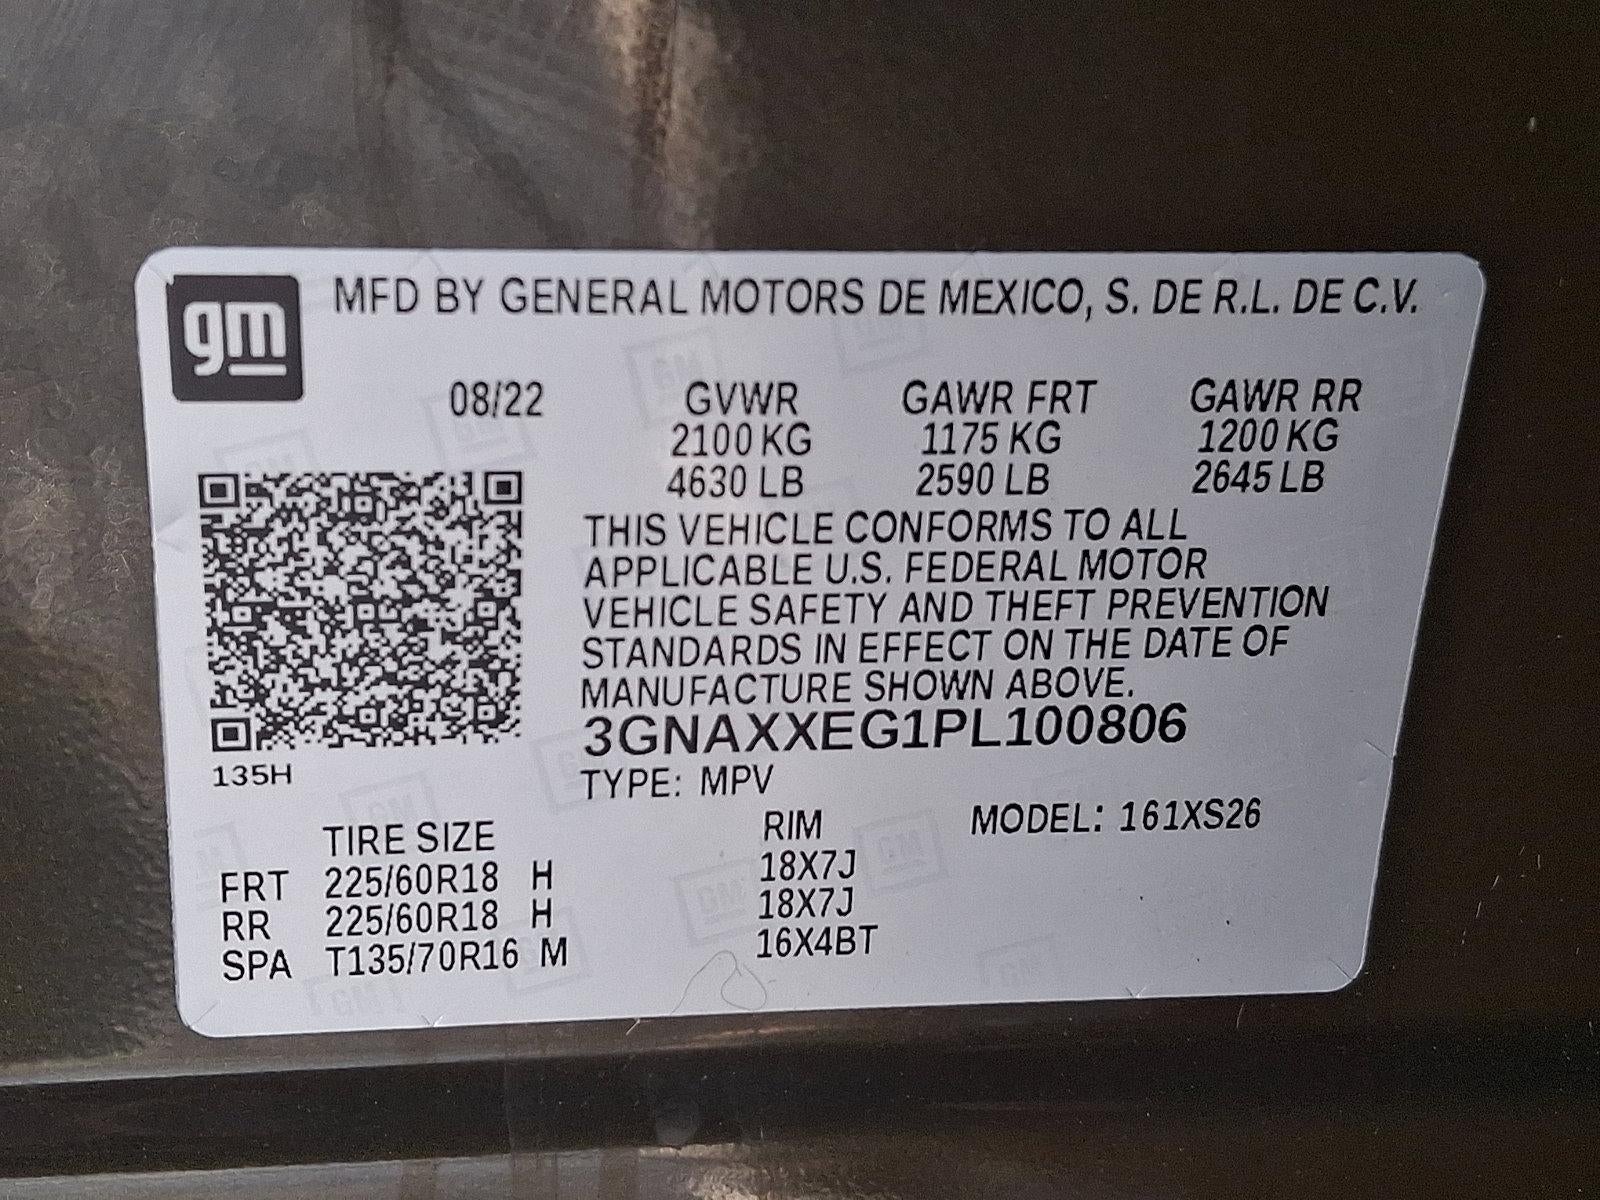 gm
MFD BY GENERAL MOTORS DE MEXICO, S. DE R.L. DE C.V.
08/22 GVWR GAWR FRT GAWR RR
2100 KG 1175 KG 1200 KG
4630 LB 2590 LB 2645 LB
THIS VEHICLE CONFORMS TO ALL
APPLICABLE U.S. FEDERAL MOTOR
VEHICLE SAFETY AND THEFT PREVENTION
STANDARDS IN EFFECT ON THE DATE OF
MANUFACTURE SHOWN ABOVE.
3GNAXXEG1PL100806
135H
TYPE: MPV
TIRE SIZE RIM MODEL: 161XS26
FRT 225/60R18 H 18X7J
RR 225/60R18 H 18X7J
SPA T135/70R16 M 16X4BT